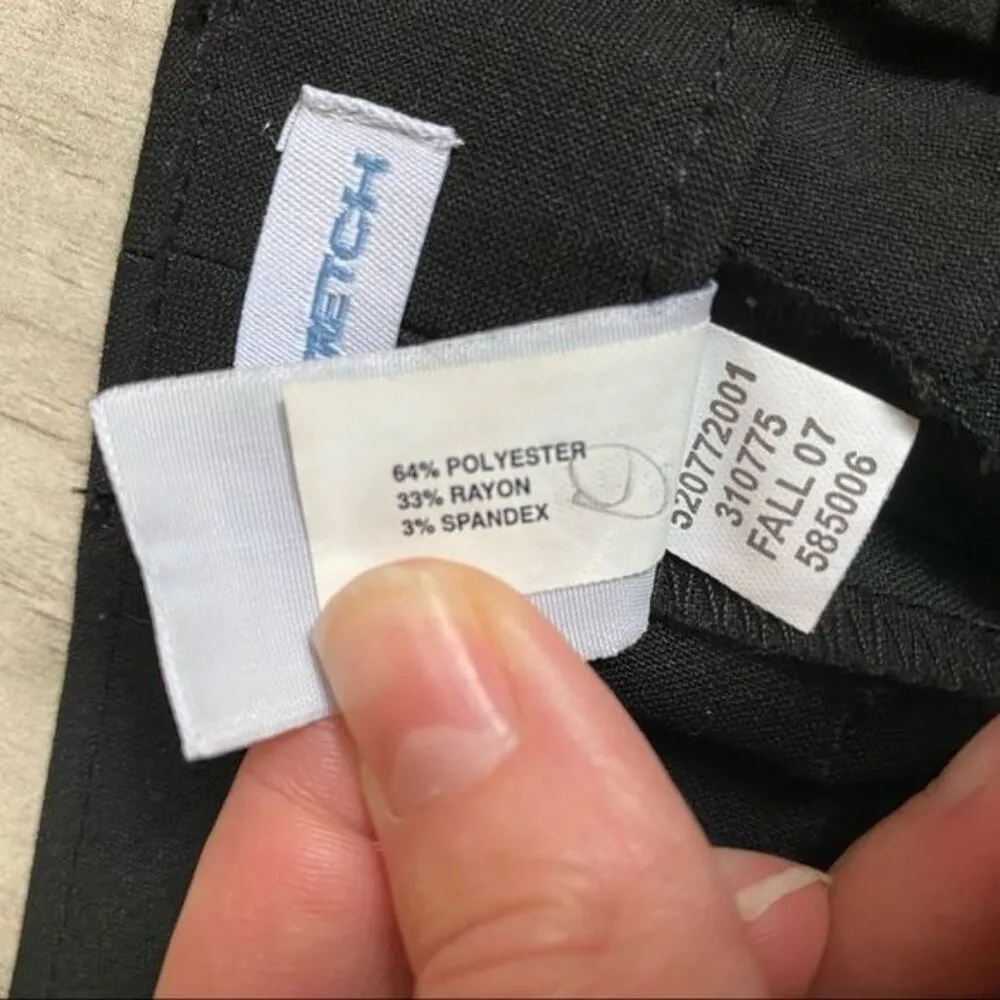 64% POLYESTER
33% RAYON
3% SPANDEX
520772001
310775
FALL 07
585006